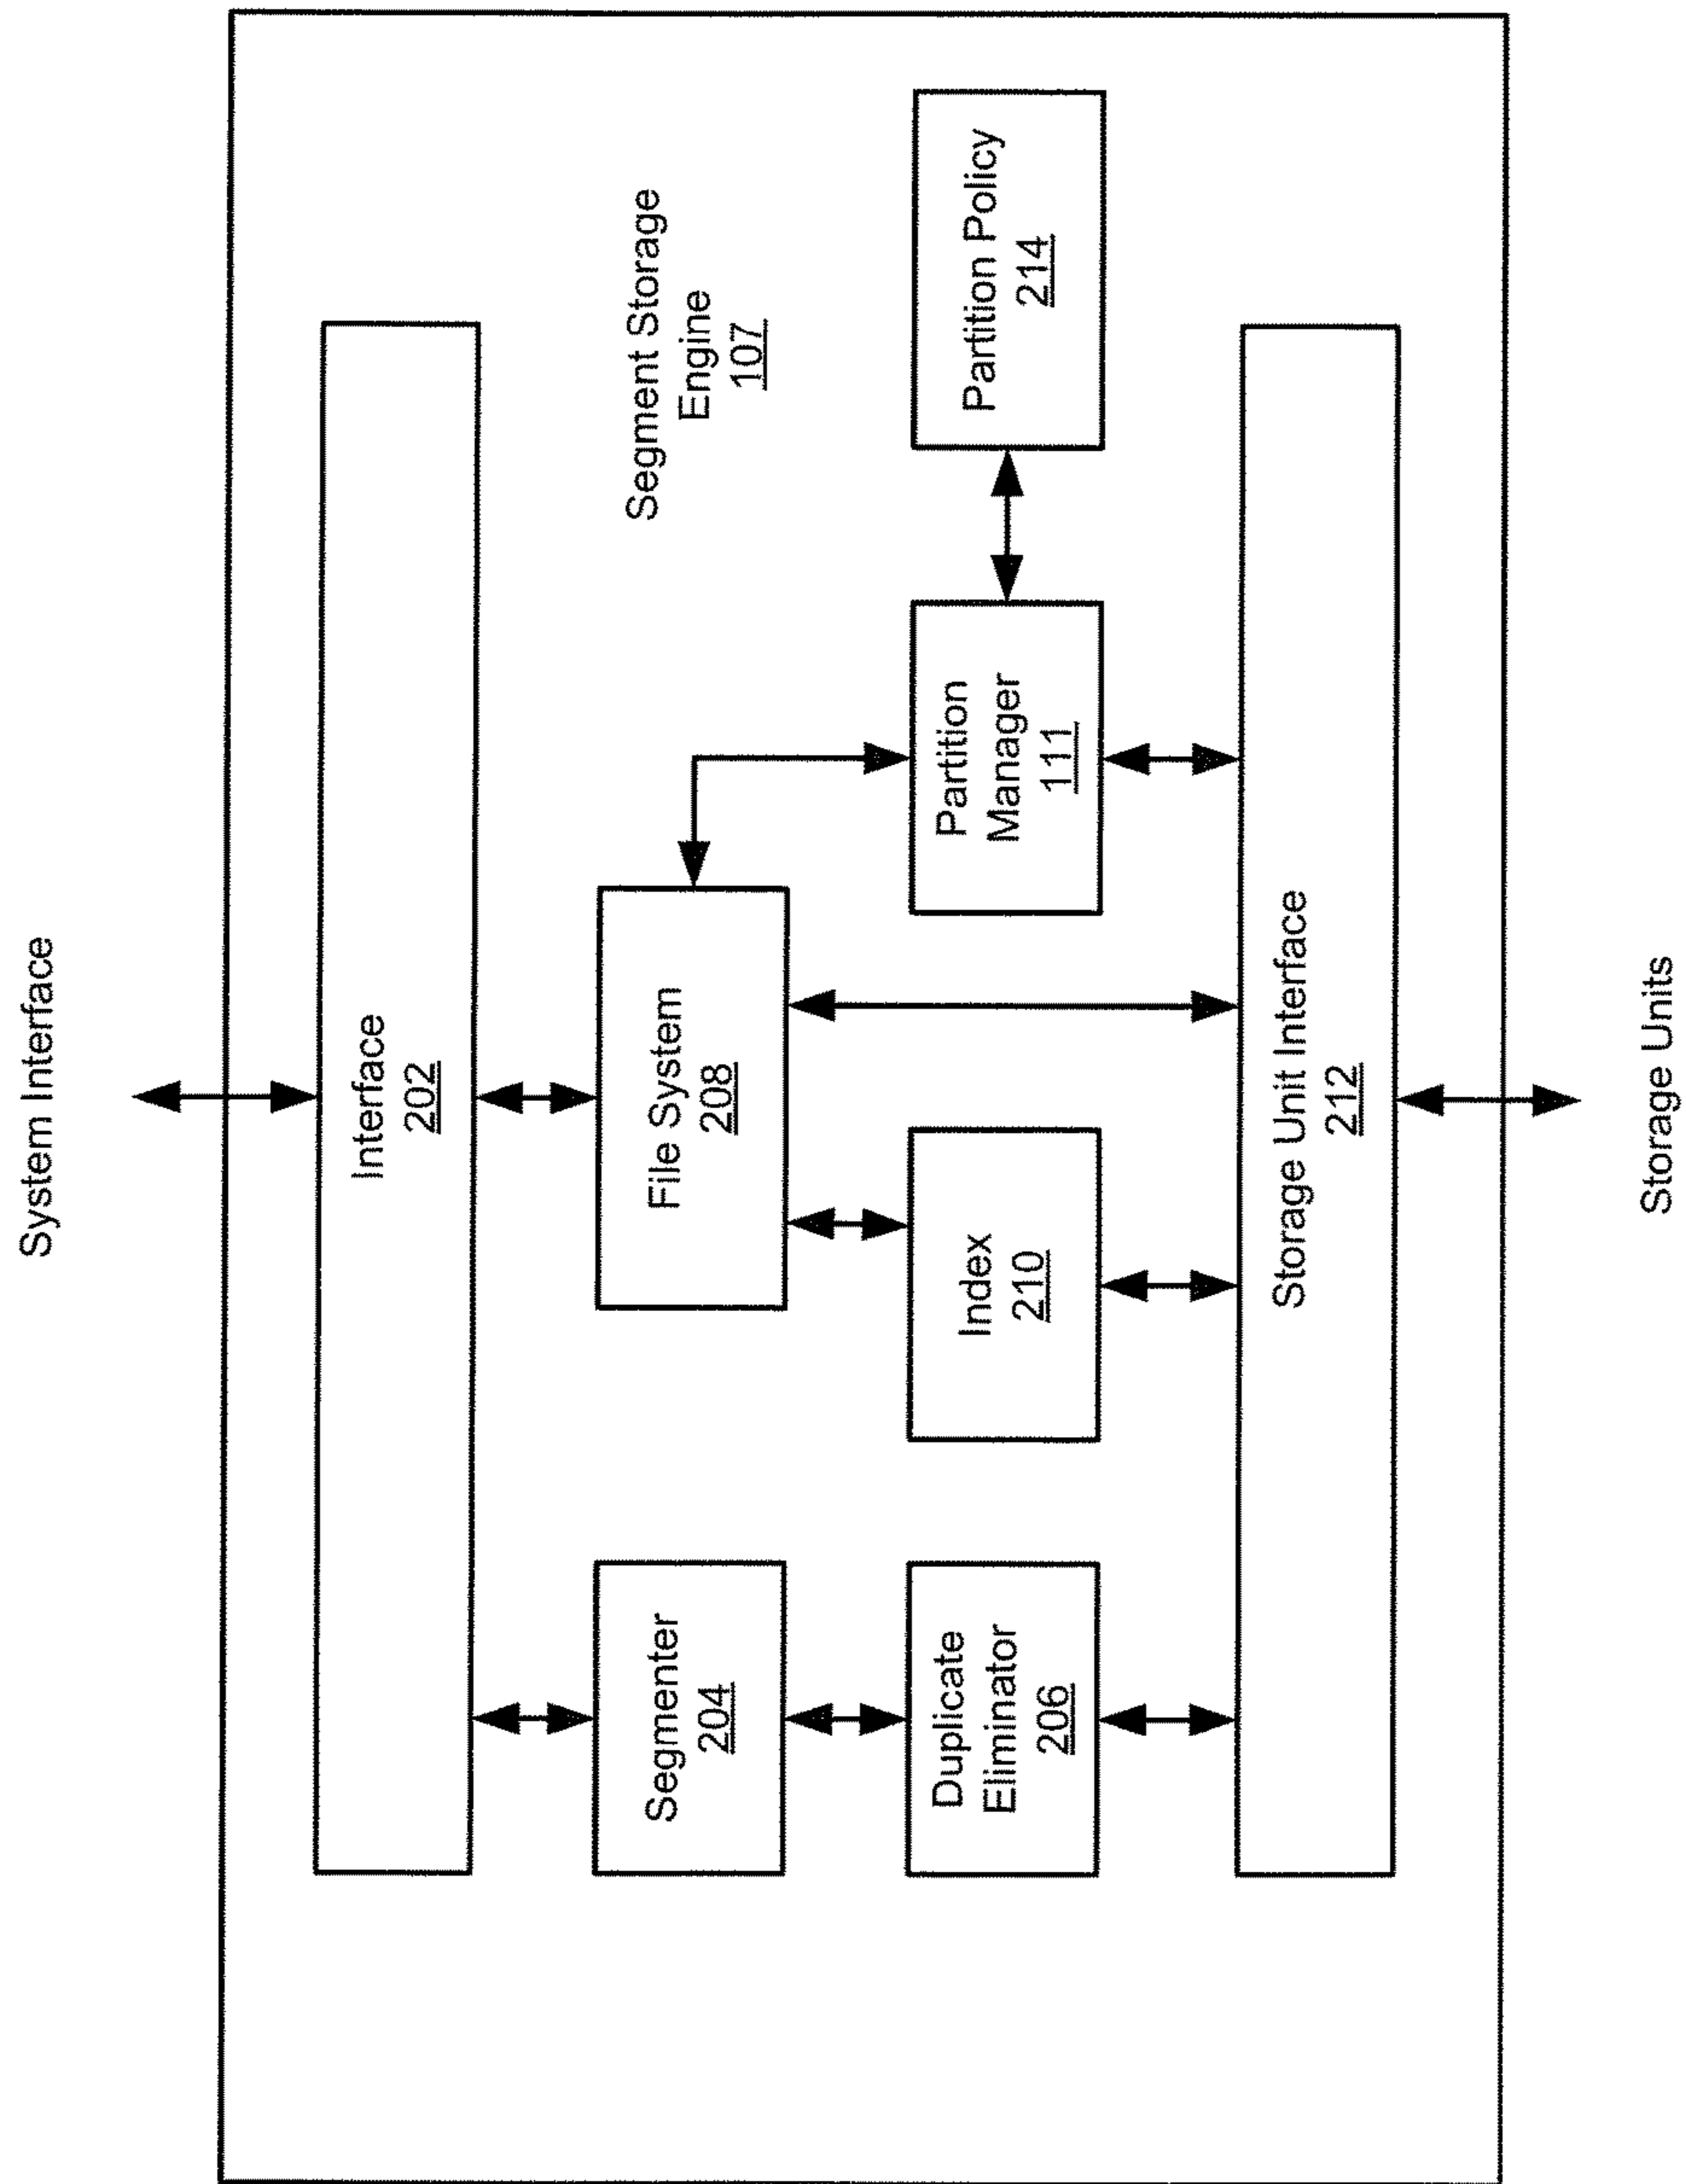 System Interface
Interface
202
Segment Storage
Engine
107
Segmenter
204
File System
208
Duplicate
Eliminator
206
Index
210
Partition
Manager
111
Partition Policy
214
Storage Unit Interface
212
Storage Units